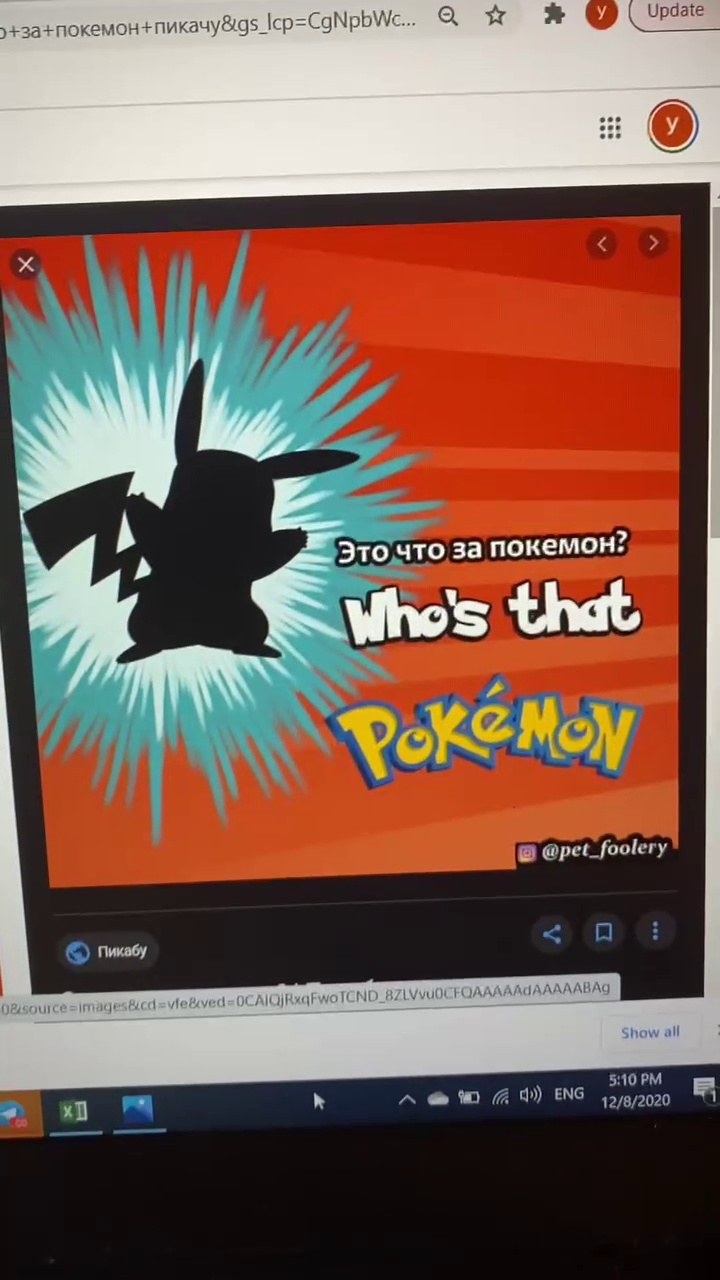 о+за+покемон+пикачу&gs_lcp=CgNpbWc...
y
Update
y
Это что за покемон?
Who's that
POKéMON
@pet_foolery
Пикабу
0&source=images&cd=vfe&ved=0CAIQjRxqFwoTCND_8ZLVvu0CFQAAAAAdAAAAABAg
Show all
ENG
5:10 PM
12/8/2020
1